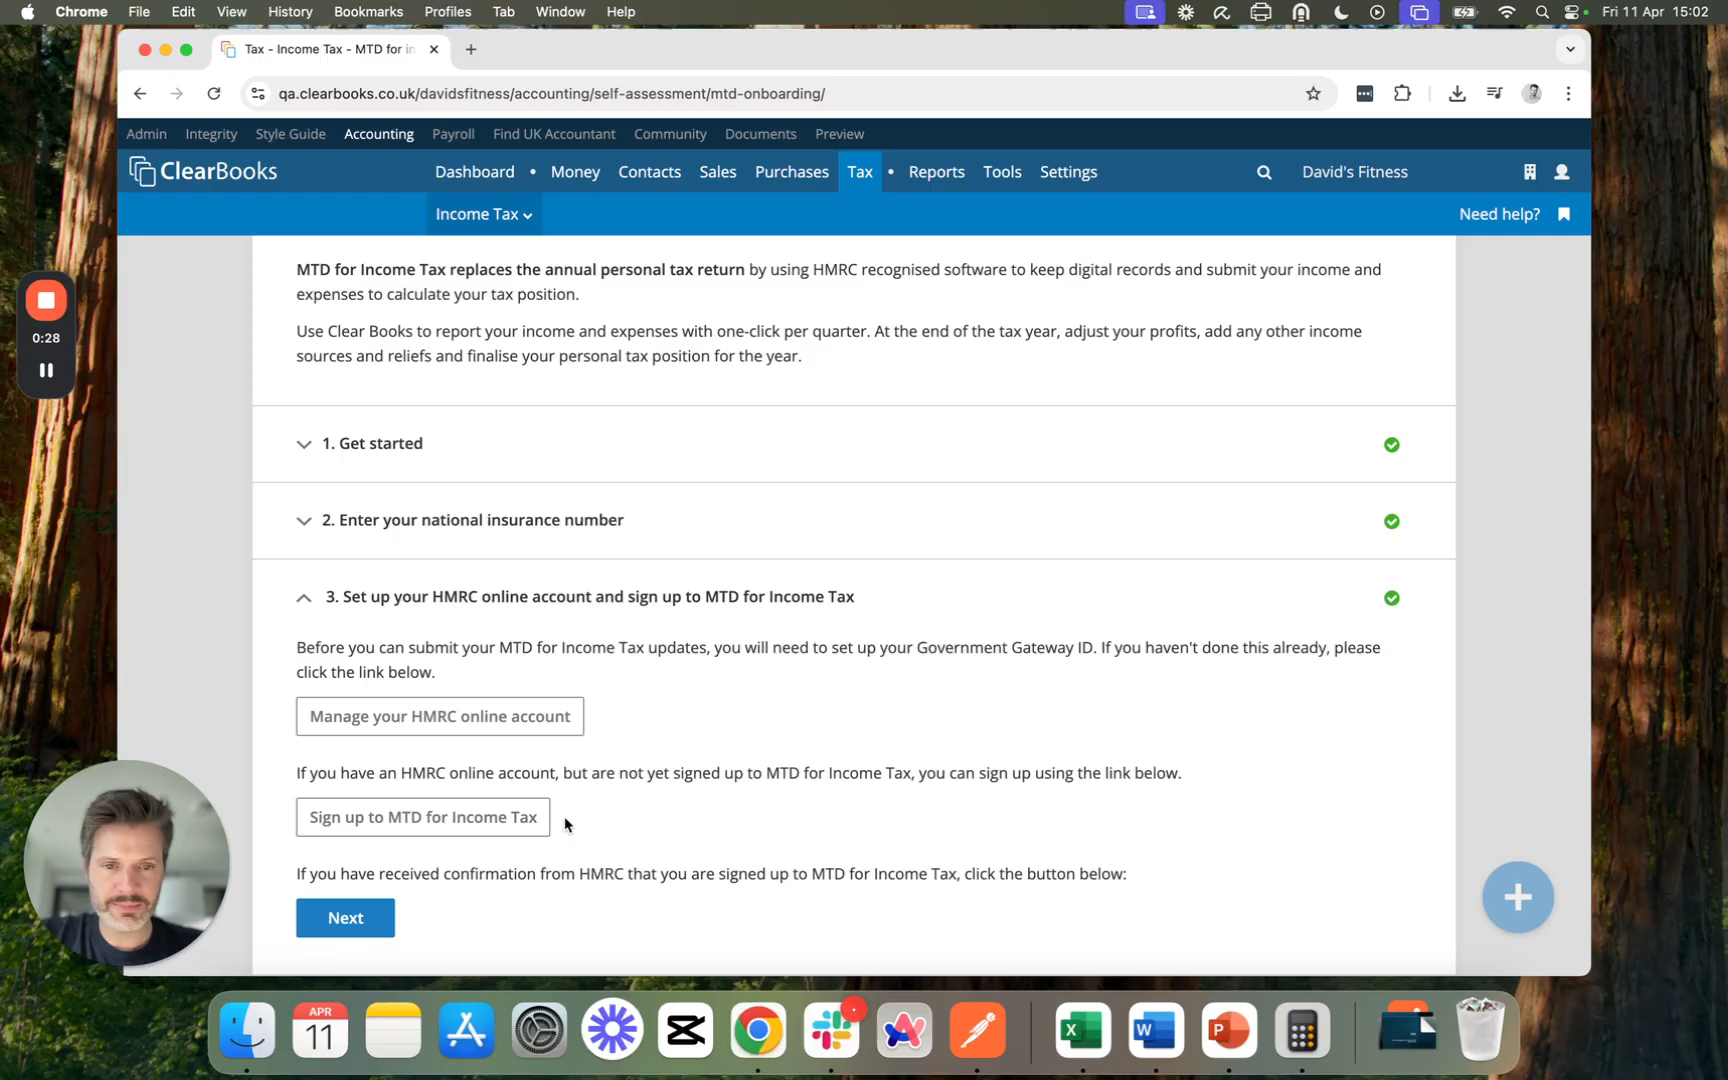 Chrome File Edit View History Bookmarks Profiles Tab Window Help Fri 11 Apr 15:02
Tax - Income Tax - MTD for in
qa.clearbooks.co.uk/davidsfitness/accounting/self-assessment/mtd-onboarding/
Admin Integrity Style Guide Accounting Payroll Find UK Accountant Community Documents Preview
ClearBooks Dashboard • Money Contacts Sales Purchases Tax • Reports Tools Settings David's Fitness
Income Tax Need help?
MTD for Income Tax replaces the annual personal tax return by using HMRC recognised software to keep digital records and submit your income and
expenses to calculate your tax position.
Use Clear Books to report your income and expenses with one-click per quarter. At the end of the tax year, adjust your profits, add any other income
sources and reliefs and finalise your personal tax position for the year.
0:28
1. Get started
2. Enter your national insurance number
3. Set up your HMRC online account and sign up to MTD for Income Tax
Before you can submit your MTD for Income Tax updates, you will need to set up your Government Gateway ID. If you haven't done this already, please
click the link below.
Manage your HMRC online account
If you have an HMRC online account, but are not yet signed up to MTD for Income Tax, you can sign up using the link below.
Sign up to MTD for Income Tax
If you have received confirmation from HMRC that you are signed up to MTD for Income Tax, click the button below:
Next
APR
11
X
W
P